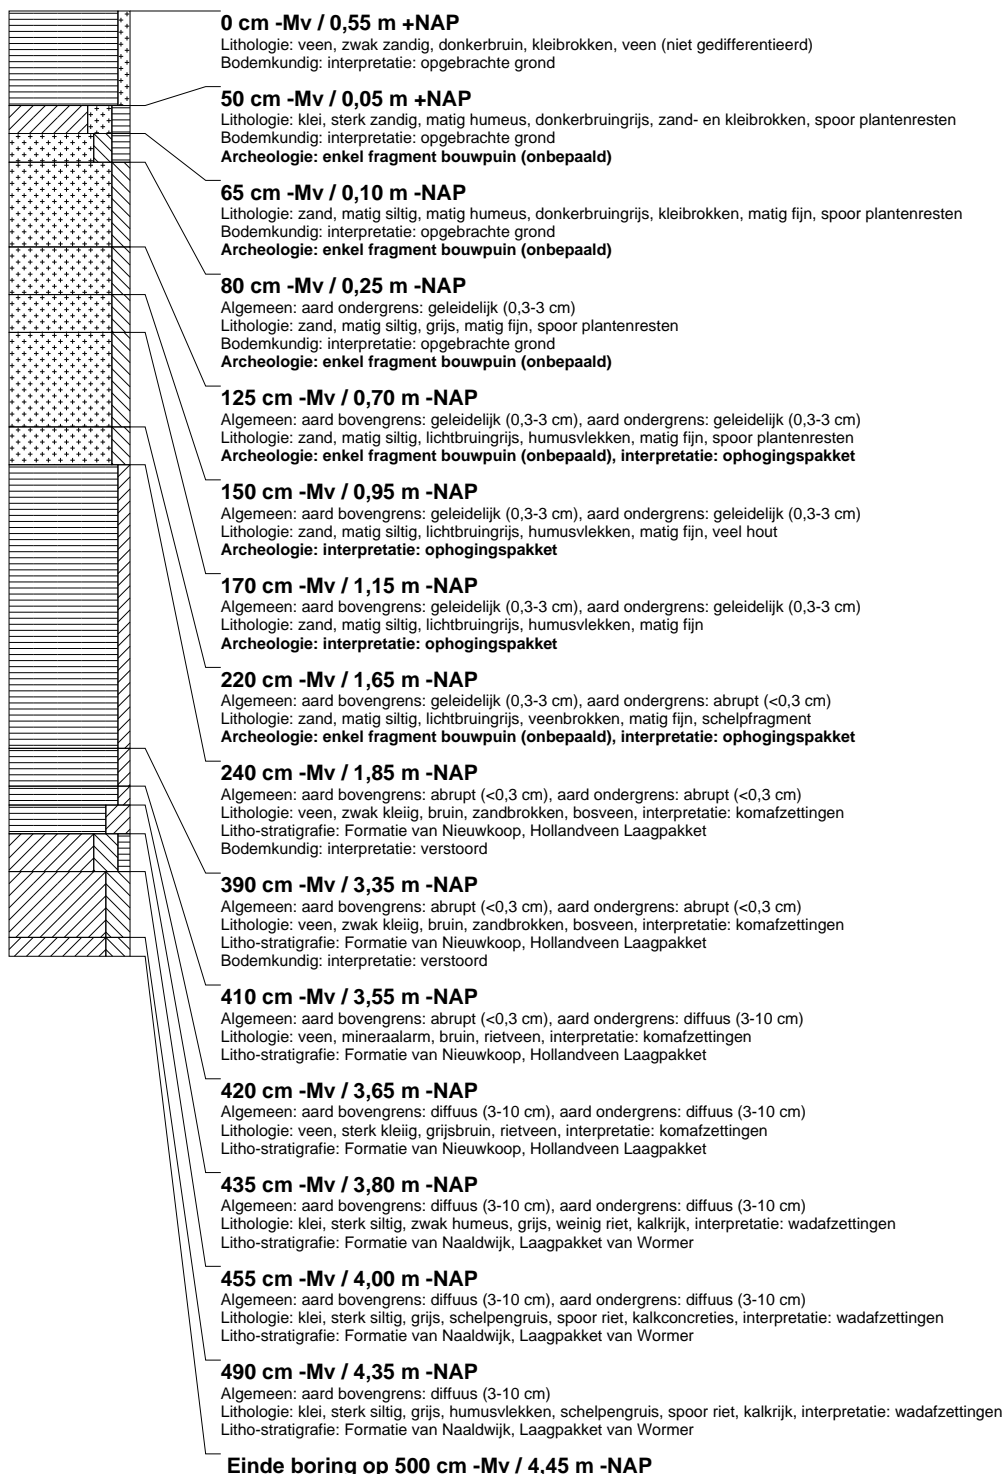 0 cm -Mv / 0,55 m +NAP
Lithologie: veen, zwak zandig, donkerbruin, kleibrokken, veen (niet gedifferentieerd)
Bodemkundig: interpretatie: opgebrachte grond
50 cm -Mv / 0,05 m +NAP
Lithologie: klei, sterk zandig, matig humeus, donkerbruingrijs, zand- en kleibrokken, spoor plantenresten
Bodemkundig: interpretatie: opgebrachte grond
Archeologie: enkel fragment bouwpuin (onbepaald)
65 cm -Mv / 0,10 m -NAP
Lithologie: zand, matig siltig, matig humeus, donkerbruingrijs, kleibrokken, matig fijn, spoor plantenresten
Bodemkundig: interpretatie: opgebrachte grond
Archeologie: enkel fragment bouwpuin (onbepaald)
80 cm -Mv / 0,25 m -NAP
Algemeen: aard ondergrens: geleidelijk (0,3-3 cm)
Lithologie: zand, matig siltig, grijs, matig fijn, spoor plantenresten
Bodemkundig: interpretatie: opgebrachte grond
Archeologie: enkel fragment bouwpuin (onbepaald)
125 cm -Mv / 0,70 m -NAP
Algemeen: aard bovengrens: geleidelijk (0,3-3 cm), aard ondergrens: geleidelijk (0,3-3 cm)
Lithologie: zand, matig siltig, lichtbruingrijs, humusvlekken, matig fijn, spoor plantenresten
Archeologie: enkel fragment bouwpuin (onbepaald), interpretatie: ophogingspakket
150 cm -Mv / 0,95 m -NAP
Algemeen: aard bovengrens: geleidelijk (0,3-3 cm), aard ondergrens: geleidelijk (0,3-3 cm)
Lithologie: zand, matig siltig, lichtbruingrijs, humusvlekken, matig fijn, veel hout
Archeologie: interpretatie: ophogingspakket
170 cm -Mv / 1,15 m -NAP
Algemeen: aard bovengrens: geleidelijk (0,3-3 cm), aard ondergrens: geleidelijk (0,3-3 cm)
Lithologie: zand, matig siltig, lichtbruingrijs, humusvlekken, matig fijn
Archeologie: interpretatie: ophogingspakket
220 cm -Mv / 1,65 m -NAP
Algemeen: aard bovengrens: geleidelijk (0,3-3 cm), aard ondergrens: abrupt (<0,3 cm)
Lithologie: zand, matig siltig, lichtbruingrijs, veenbrokken, matig fijn, schelpfragment
Archeologie: enkel fragment bouwpuin (onbepaald), interpretatie: ophogingspakket
240 cm -Mv / 1,85 m -NAP
Algemeen: aard bovengrens: abrupt (<0,3 cm), aard ondergrens: abrupt (<0,3 cm)
Lithologie: veen, zwak kleiig, bruin, zandbrokken, bosveen, interpretatie: komafzettingen
Litho-stratigrafie: Formatie van Nieuwkoop, Hollandveen Laagpakket
Bodemkundig: interpretatie: verstoord
390 cm -Mv / 3,35 m -NAP
Algemeen: aard bovengrens: abrupt (<0,3 cm), aard ondergrens: abrupt (<0,3 cm)
Lithologie: veen, zwak kleiig, bruin, zandbrokken, bosveen, interpretatie: komafzettingen
Litho-stratigrafie: Formatie van Nieuwkoop, Hollandveen Laagpakket
Bodemkundig: interpretatie: verstoord
410 cm -Mv / 3,55 m -NAP
Algemeen: aard bovengrens: abrupt (<0,3 cm), aard ondergrens: diffuus (3-10 cm)
Lithologie: veen, mineraalarm, bruin, rietveen, interpretatie: komafzettingen
Litho-stratigrafie: Formatie van Nieuwkoop, Hollandveen Laagpakket
420 cm -Mv / 3,65 m -NAP
Algemeen: aard bovengrens: diffuus (3-10 cm), aard ondergrens: diffuus (3-10 cm)
Lithologie: veen, sterk kleiig, grijsbruin, rietveen, interpretatie: komafzettingen
Litho-stratigrafie: Formatie van Nieuwkoop, Hollandveen Laagpakket
435 cm -Mv / 3,80 m -NAP
Algemeen: aard bovengrens: diffuus (3-10 cm), aard ondergrens: diffuus (3-10 cm)
Lithologie: klei, sterk siltig, zwak humeus, grijs, weinig riet, kalkrijk, interpretatie: wadafzettingen
Litho-stratigrafie: Formatie van Naaldwijk, Laagpakket van Wormer
455 cm -Mv / 4,00 m -NAP
Algemeen: aard bovengrens: diffuus (3-10 cm), aard ondergrens: diffuus (3-10 cm)
Lithologie: klei, sterk siltig, grijs, schelpengruis, spoor riet, kalkconcreties, interpretatie: wadafzettingen
Litho-stratigrafie: Formatie van Naaldwijk, Laagpakket van Wormer
490 cm -Mv / 4,35 m -NAP
Algemeen: aard bovengrens: diffuus (3-10 cm)
Lithologie: klei, sterk siltig, grijs, humusvlekken, schelpengruis, spoor riet, kalkrijk, interpretatie: wadafzettingen
Litho-stratigrafie: Formatie van Naaldwijk, Laagpakket van Wormer
Einde boring op 500 cm -Mv / 4,45 m -NAP